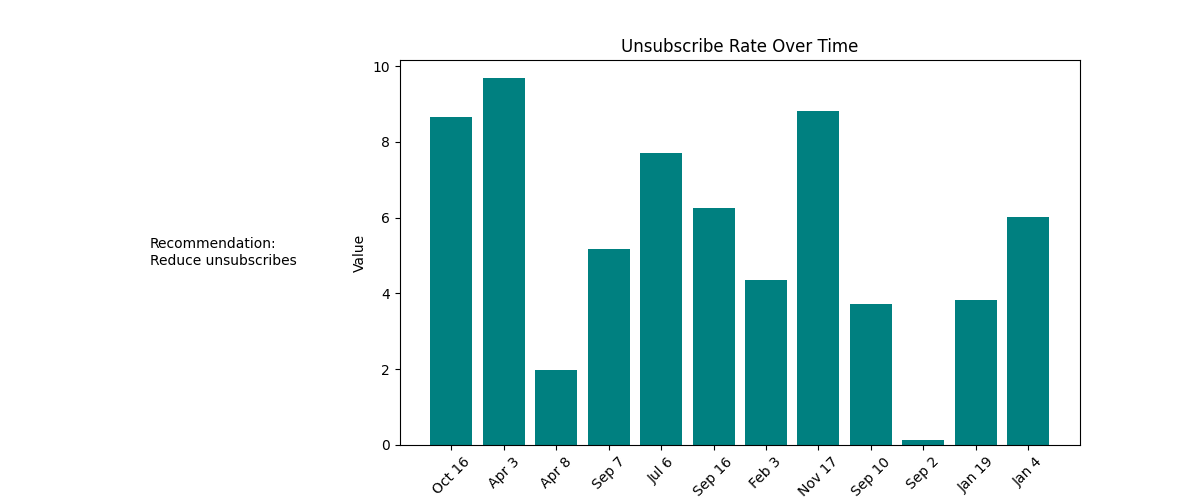 Unsubscribe Rate Over Time
10
8
6
4
2
0
Value
Recommendation:
Reduce unsubscribes
Oct 16
Apr 3
Apr 8
Sep 7
Jul 6
Sep 16
Feb 3
Nov 17
Sep 10
Sep 2
Jan 19
Jan 4